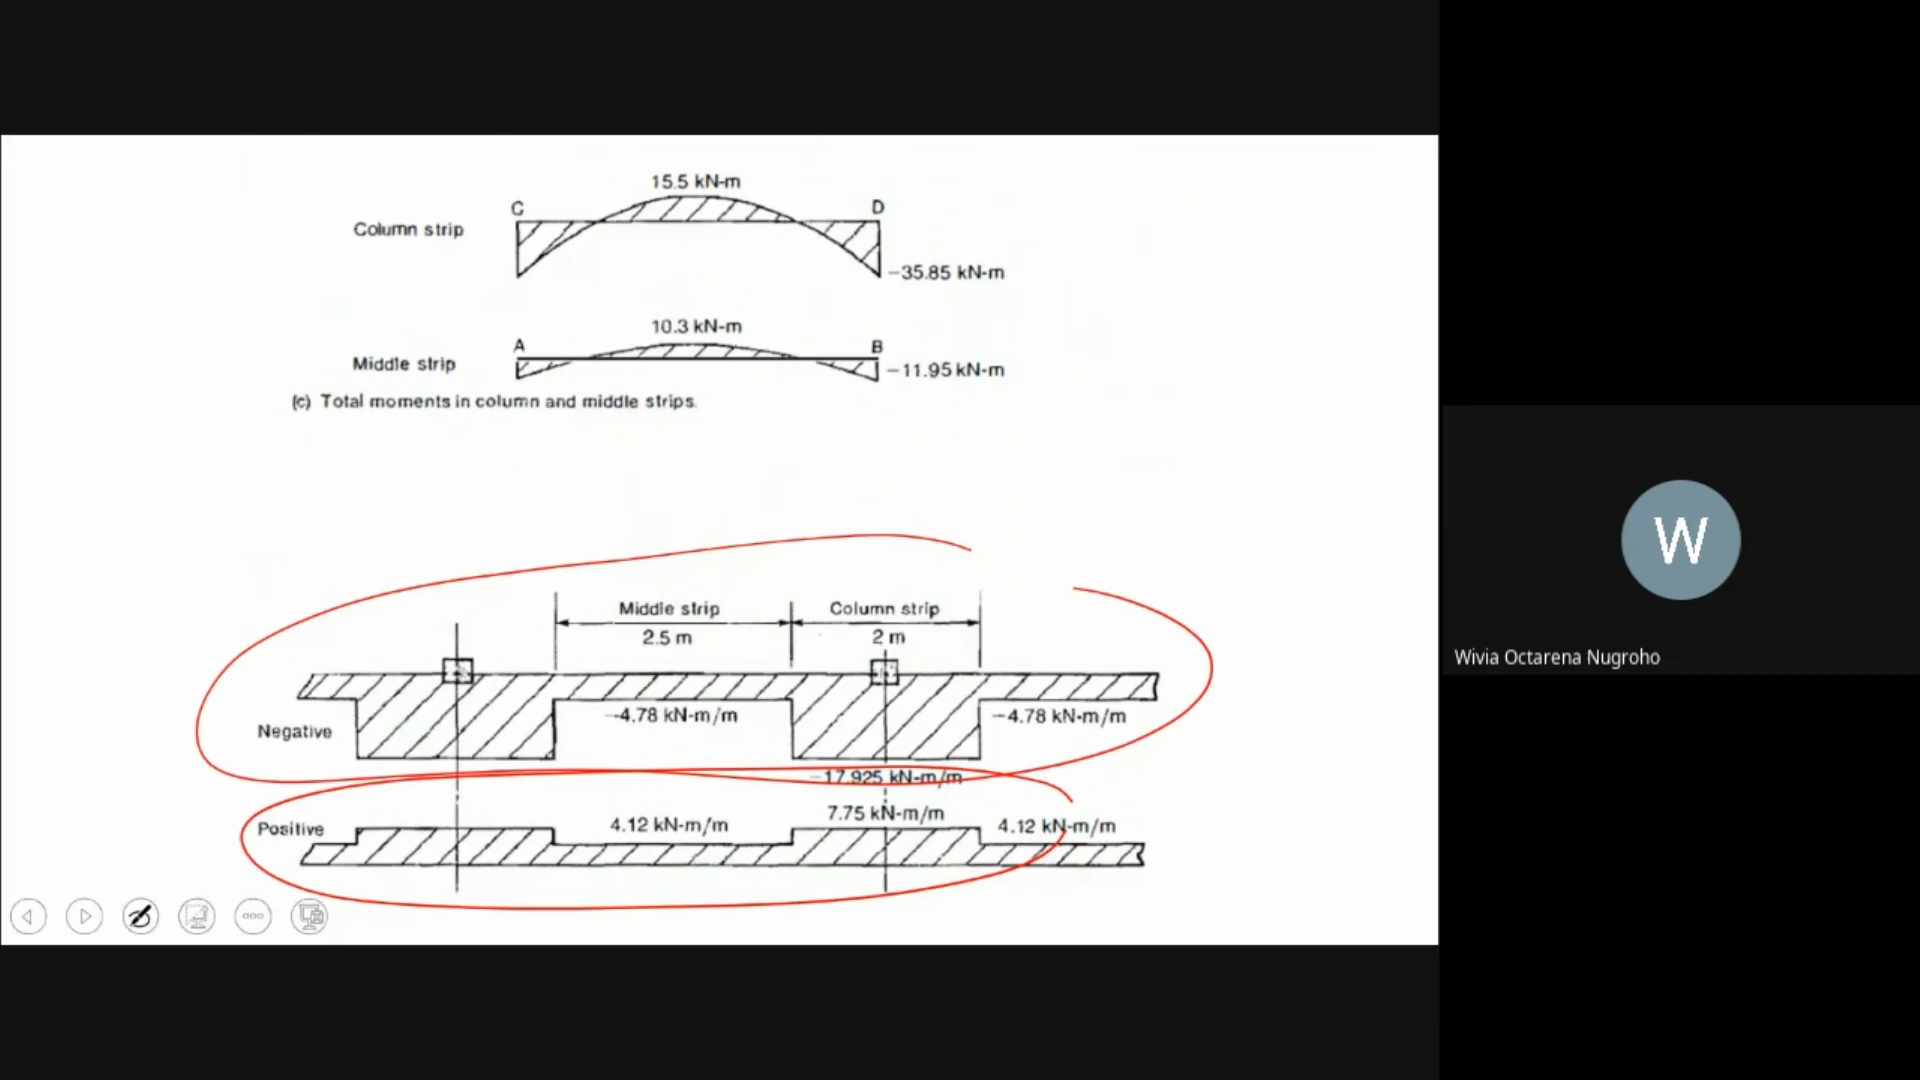 15.5 kN-m
C
D
Column strip
−35.85 kN-m
10.3 kN-m
A
B
Middle strip
−11.95 kN-m
(c) Total moments in column and middle strips.
Middle strip
Column strip
2.5 m
2 m
−4.78 kN-m/m
−4.78 kN-m/m
Negative
−17.925 kN-m/m
7.75 kN-m/m
Positive
4.12 kN-m/m
4.12 kN-m/m
W
Wivia Octarena Nugroho